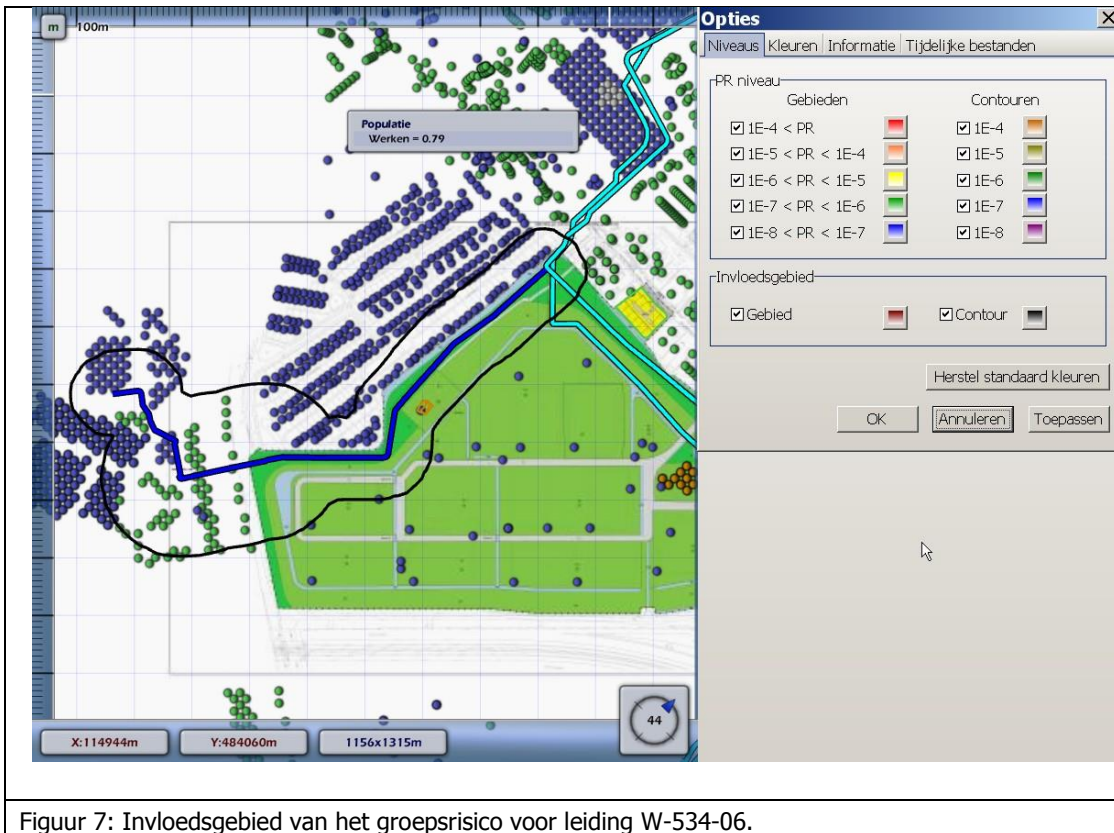 m
100m
Populatie
Werken = 0.79
44
X:114944m
Y:484060m
1156x1315m
Opties
Niveaus Kleuren Informatie Tijdelijke bestanden
PR niveau
Gebieden Contouren
1E-4 < PR 1E-4
1E-5 < PR < 1E-4 1E-5
1E-6 < PR < 1E-5 1E-6
1E-7 < PR < 1E-6 1E-7
1E-8 < PR < 1E-7 1E-8
Invloedsgebied
Gebied Contour
Herstel standaard kleuren
OK Annuleren Toepassen
Figuur 7: Invloedsgebied van het groepsrisico voor leiding W-534-06.